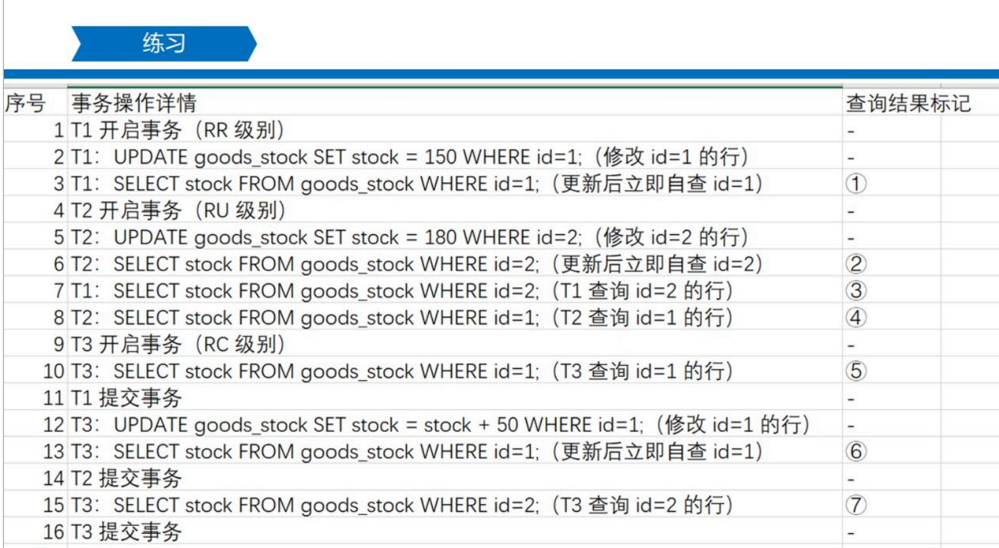 练习
序号 事务操作详情 查询结果标记
1 T1 开启事务（RR 级别） -
2 T1：UPDATE goods_stock SET stock = 150 WHERE id=1;（修改 id=1 的行） -
3 T1：SELECT stock FROM goods_stock WHERE id=1;（更新后立即自查 id=1） ①
4 T2 开启事务（RU 级别） -
5 T2：UPDATE goods_stock SET stock = 180 WHERE id=2;（修改 id=2 的行） -
6 T2：SELECT stock FROM goods_stock WHERE id=2;（更新后立即自查 id=2） ②
7 T1：SELECT stock FROM goods_stock WHERE id=2;（T1 查询 id=2 的行） ③
8 T2：SELECT stock FROM goods_stock WHERE id=1;（T2 查询 id=1 的行） ④
9 T3 开启事务（RC 级别） -
10 T3：SELECT stock FROM goods_stock WHERE id=1;（T3 查询 id=1 的行） ⑤
11 T1 提交事务 -
12 T3：UPDATE goods_stock SET stock = stock + 50 WHERE id=1;（修改 id=1 的行） -
13 T3：SELECT stock FROM goods_stock WHERE id=1;（更新后立即自查 id=1） ⑥
14 T2 提交事务 -
15 T3：SELECT stock FROM goods_stock WHERE id=2;（T3 查询 id=2 的行） ⑦
16 T3 提交事务 -